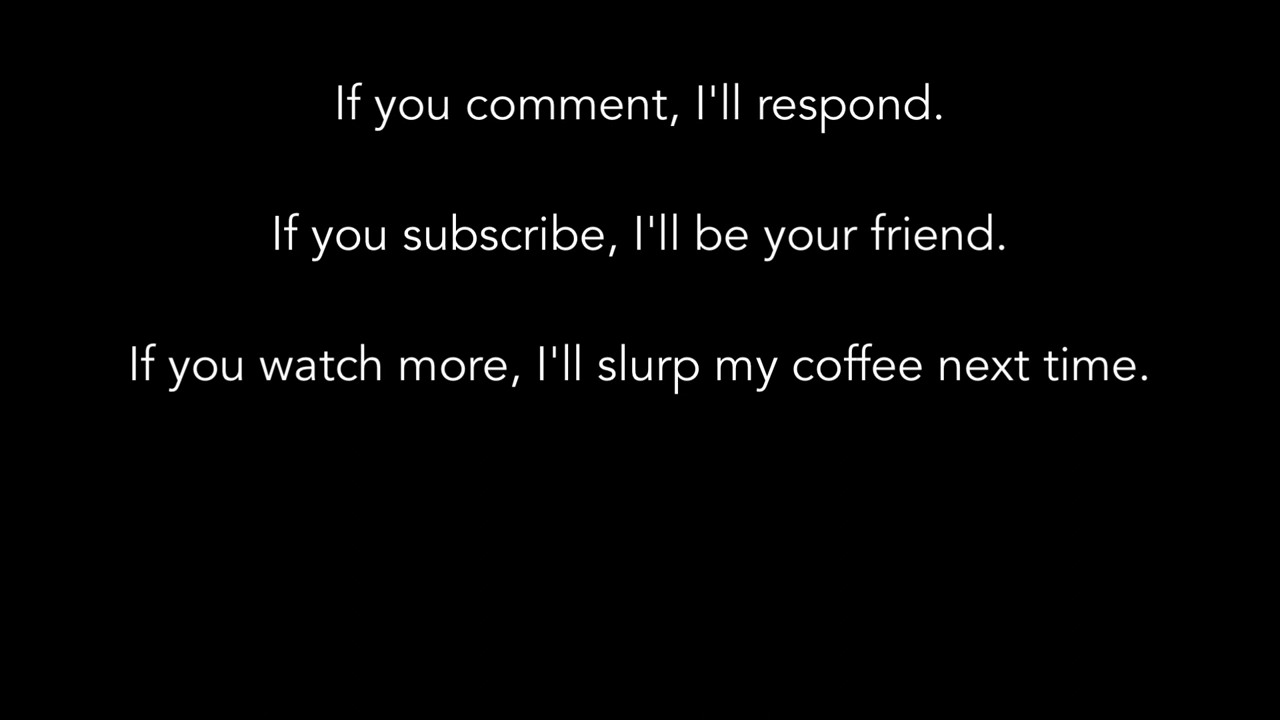 If you comment, I'll respond.
If you subscribe, I'll be your friend.
If you watch more, I'll slurp my coffee next time.